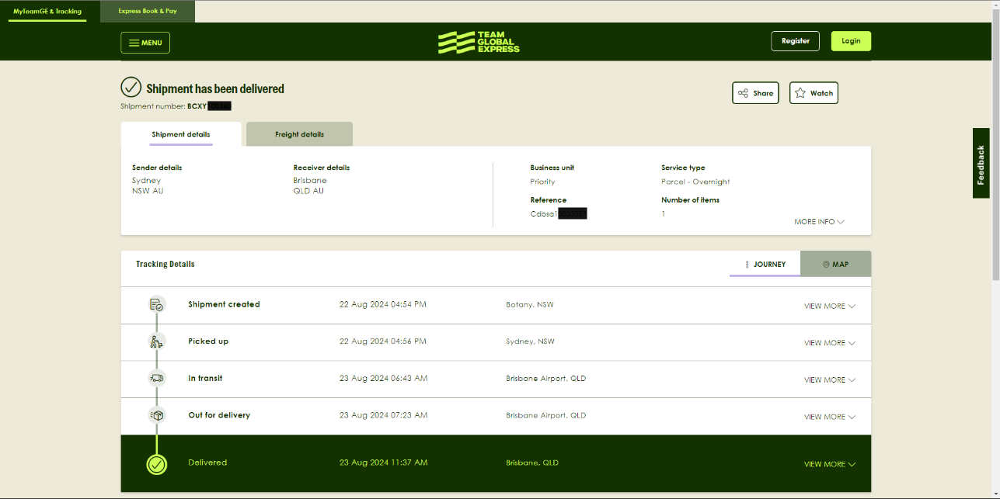 MyTeamGE & Tracking
Express Book & Pay
MENU
TEAM
GLOBAL
EXPRESS
Register
Login
Shipment has been delivered
Shipment number: BCXY
Share
Watch
Feedback
Shipment details
Freight details
Sender details
Sydney
NSW AU
Receiver details
Brisbane
QLD AU
Business unit
Priority
Service type
Parcel - Overnight
Reference
Cdbsa1
Number of items
1
MORE INFO
Tracking Details
JOURNEY
MAP
Shipment created 22 Aug 2024 04:54 PM Botany, NSW VIEW MORE
Picked up 22 Aug 2024 04:56 PM Sydney, NSW VIEW MORE
In transit 23 Aug 2024 06:43 AM Brisbane Airport, QLD VIEW MORE
Out for delivery 23 Aug 2024 07:23 AM Brisbane Airport, QLD VIEW MORE
Delivered 23 Aug 2024 11:37 AM Brisbane, QLD VIEW MORE